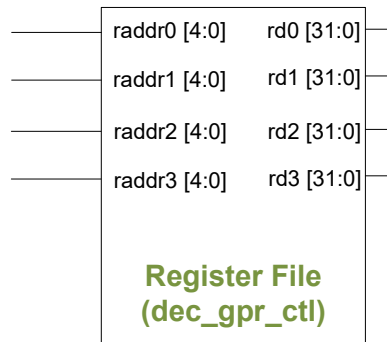 raddr0 [4:0] rd0 [31:0]
raddr1 [4:0] rd1 [31:0]
raddr2 [4:0] rd2 [31:0]
raddr3 [4:0] rd3 [31:0]
Register File
(dec_gpr_ctl)